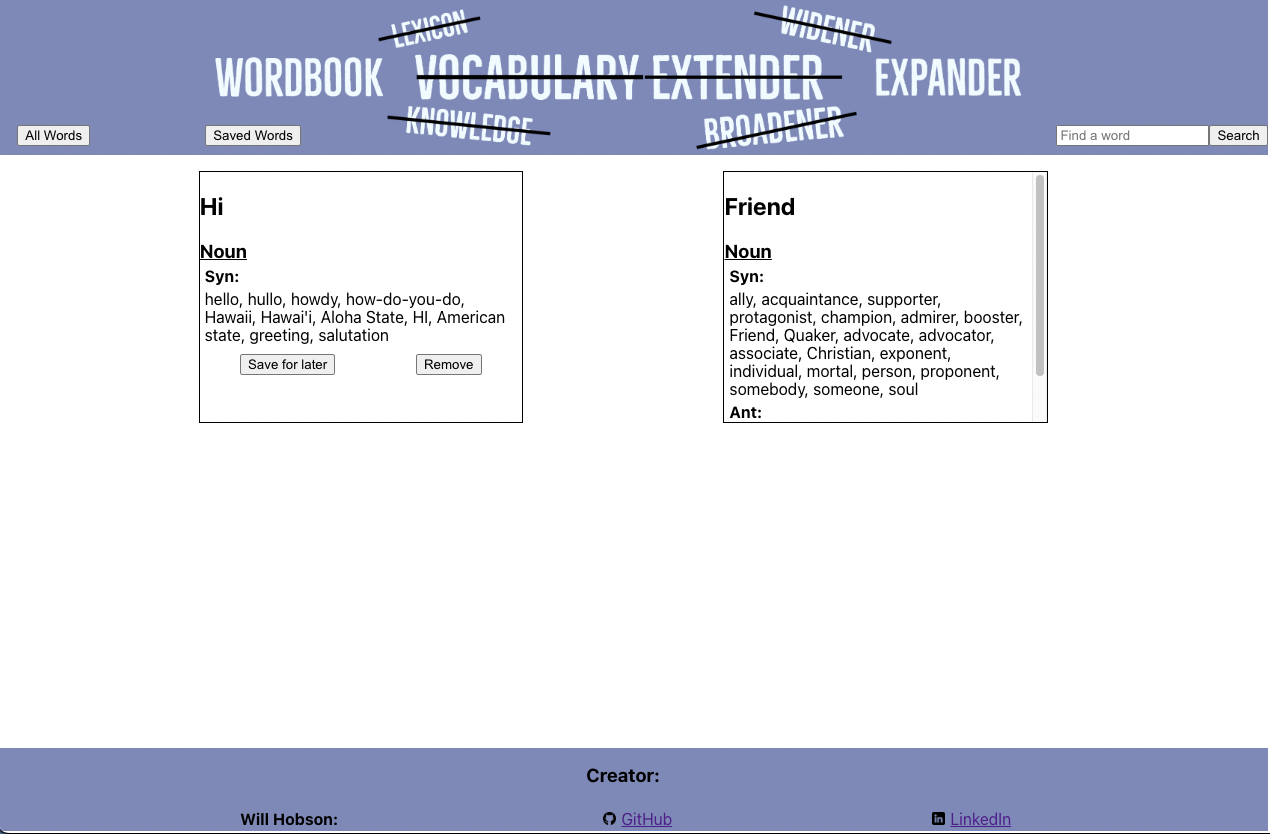 LEXICON
WIDENER
WORDBOOK VOCABULARY EXTENDER EXPANDER
KNOWLEDGE
BROADENER
All Words
Saved Words
Find a word
Search
Hi
Noun
Syn:
hello, hullo, howdy, how-do-you-do,
Hawaii, Hawai'i, Aloha State, HI, American
state, greeting, salutation
Save for later
Remove
Friend
Noun
Syn:
ally, acquaintance, supporter,
protagonist, champion, admirer, booster,
Friend, Quaker, advocate, advocator,
associate, Christian, exponent,
individual, mortal, person, proponent,
somebody, someone, soul
Ant:
Creator:
Will Hobson:
GitHub
LinkedIn